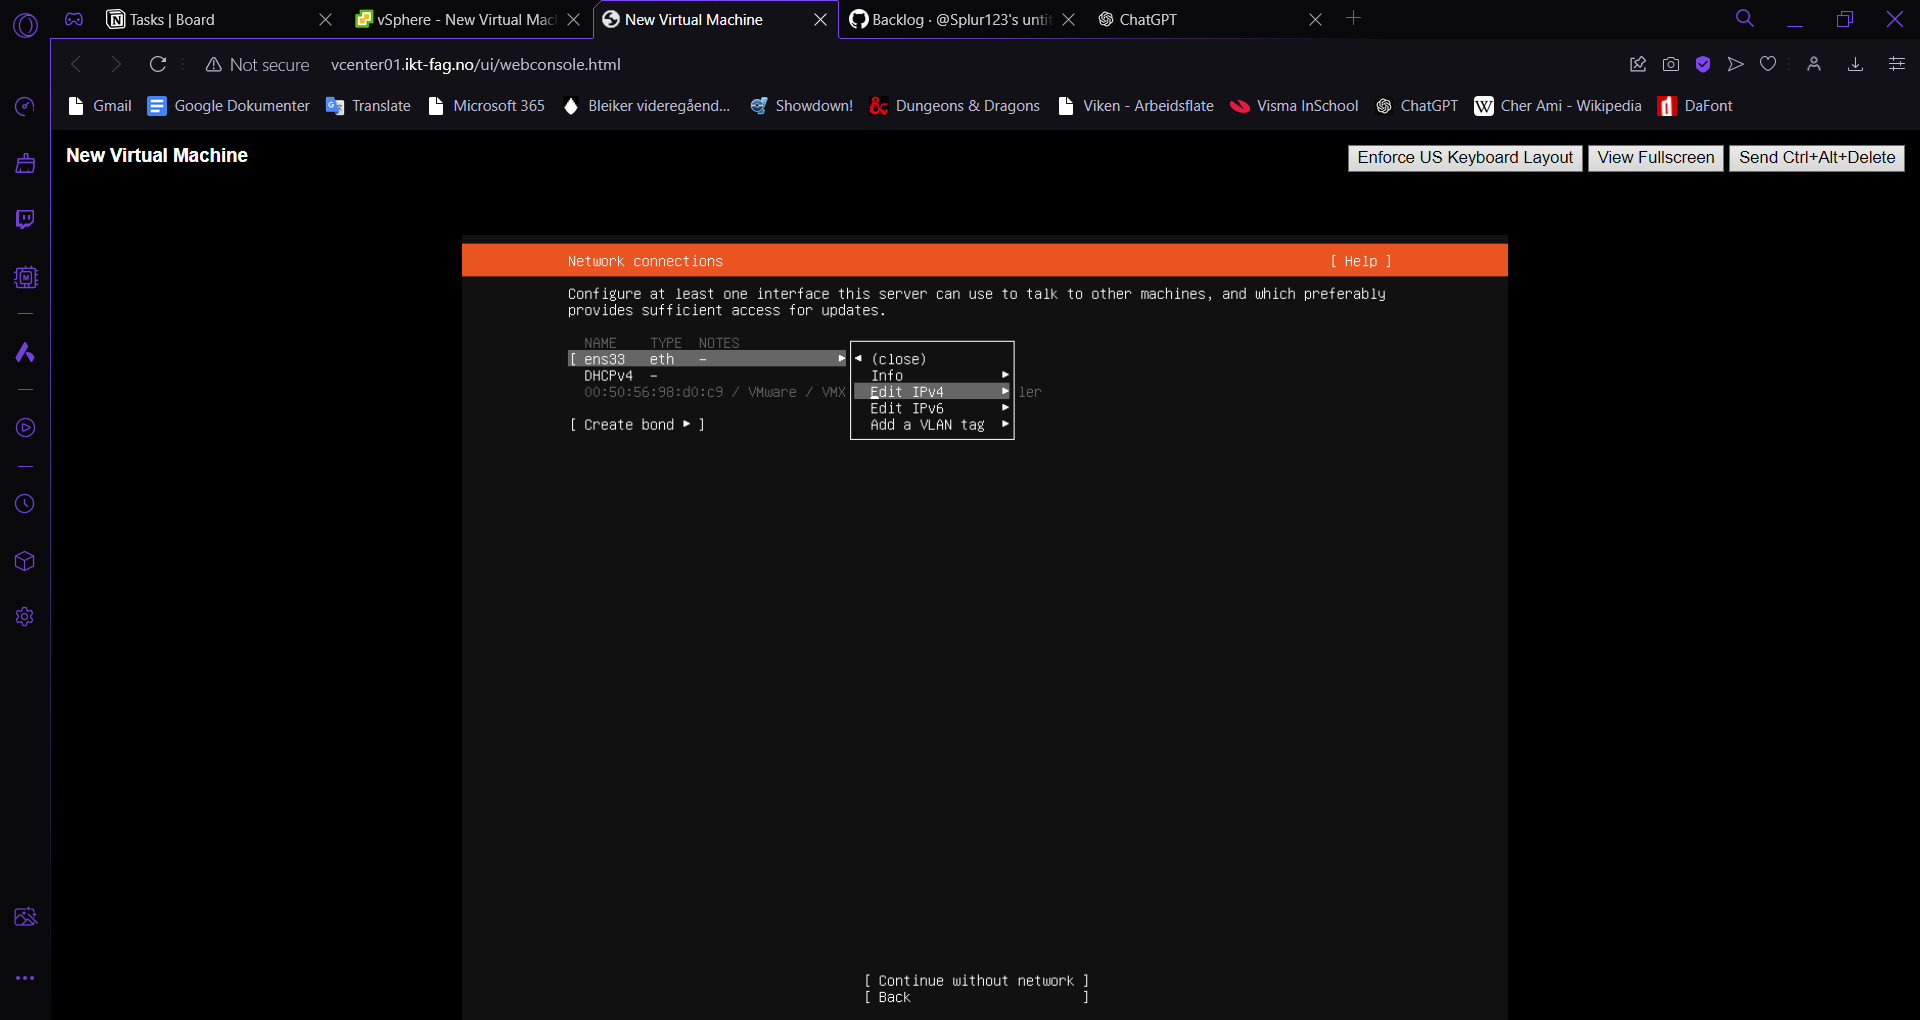 Tasks | Board
vSphere - New Virtual Mac
New Virtual Machine
Backlog · @Splur123's unti
ChatGPT
Not secure
vcenter01.ikt-fag.no/ui/webconsole.html
Gmail
Google Dokumenter
Translate
Microsoft 365
Bleiker videregåend...
Showdown!
Dungeons & Dragons
Viken - Arbeidsflate
Visma InSchool
ChatGPT
Cher Ami - Wikipedia
DaFont
New Virtual Machine
Enforce US Keyboard Layout
View Fullscreen
Send Ctrl+Alt+Delete
Network connections [ Help ]
Configure at least one interface this server can use to talk to other machines, and which preferably
provides sufficient access for updates.
NAME TYPE NOTES
[ ens33 eth - ▸
DHCPv4 -
00:50:56:98:d0:c9 / VMware / VMX
ler
◂ (close)
Info ▸
Edit IPv4 ▸
Edit IPv6 ▸
Add a VLAN tag ▸
[ Create bond ▸ ]
[ Continue without network ]
[ Back ]